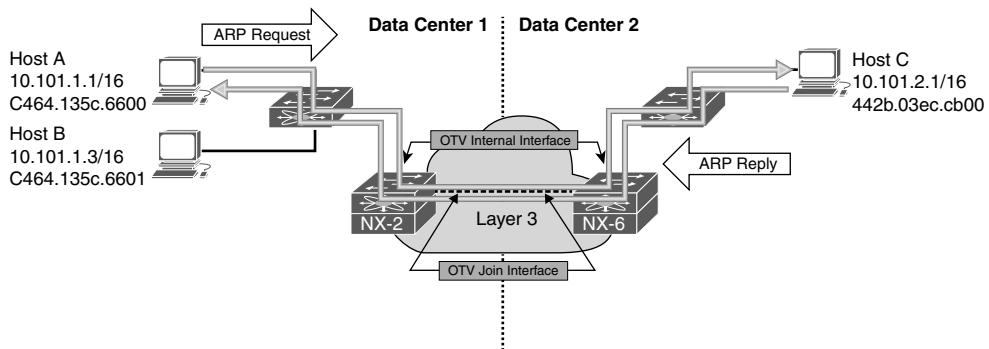 Data Center 1
Data Center 2
ARP Request
Host A
10.101.1.1/16
C464.135c.6600
Host B
10.101.1.3/16
C464.135c.6601
Host C
10.101.2.1/16
442b.03ec.cb00
OTV Internal Interface
ARP Reply
NX-2
Layer 3
NX-6
OTV Join Interface